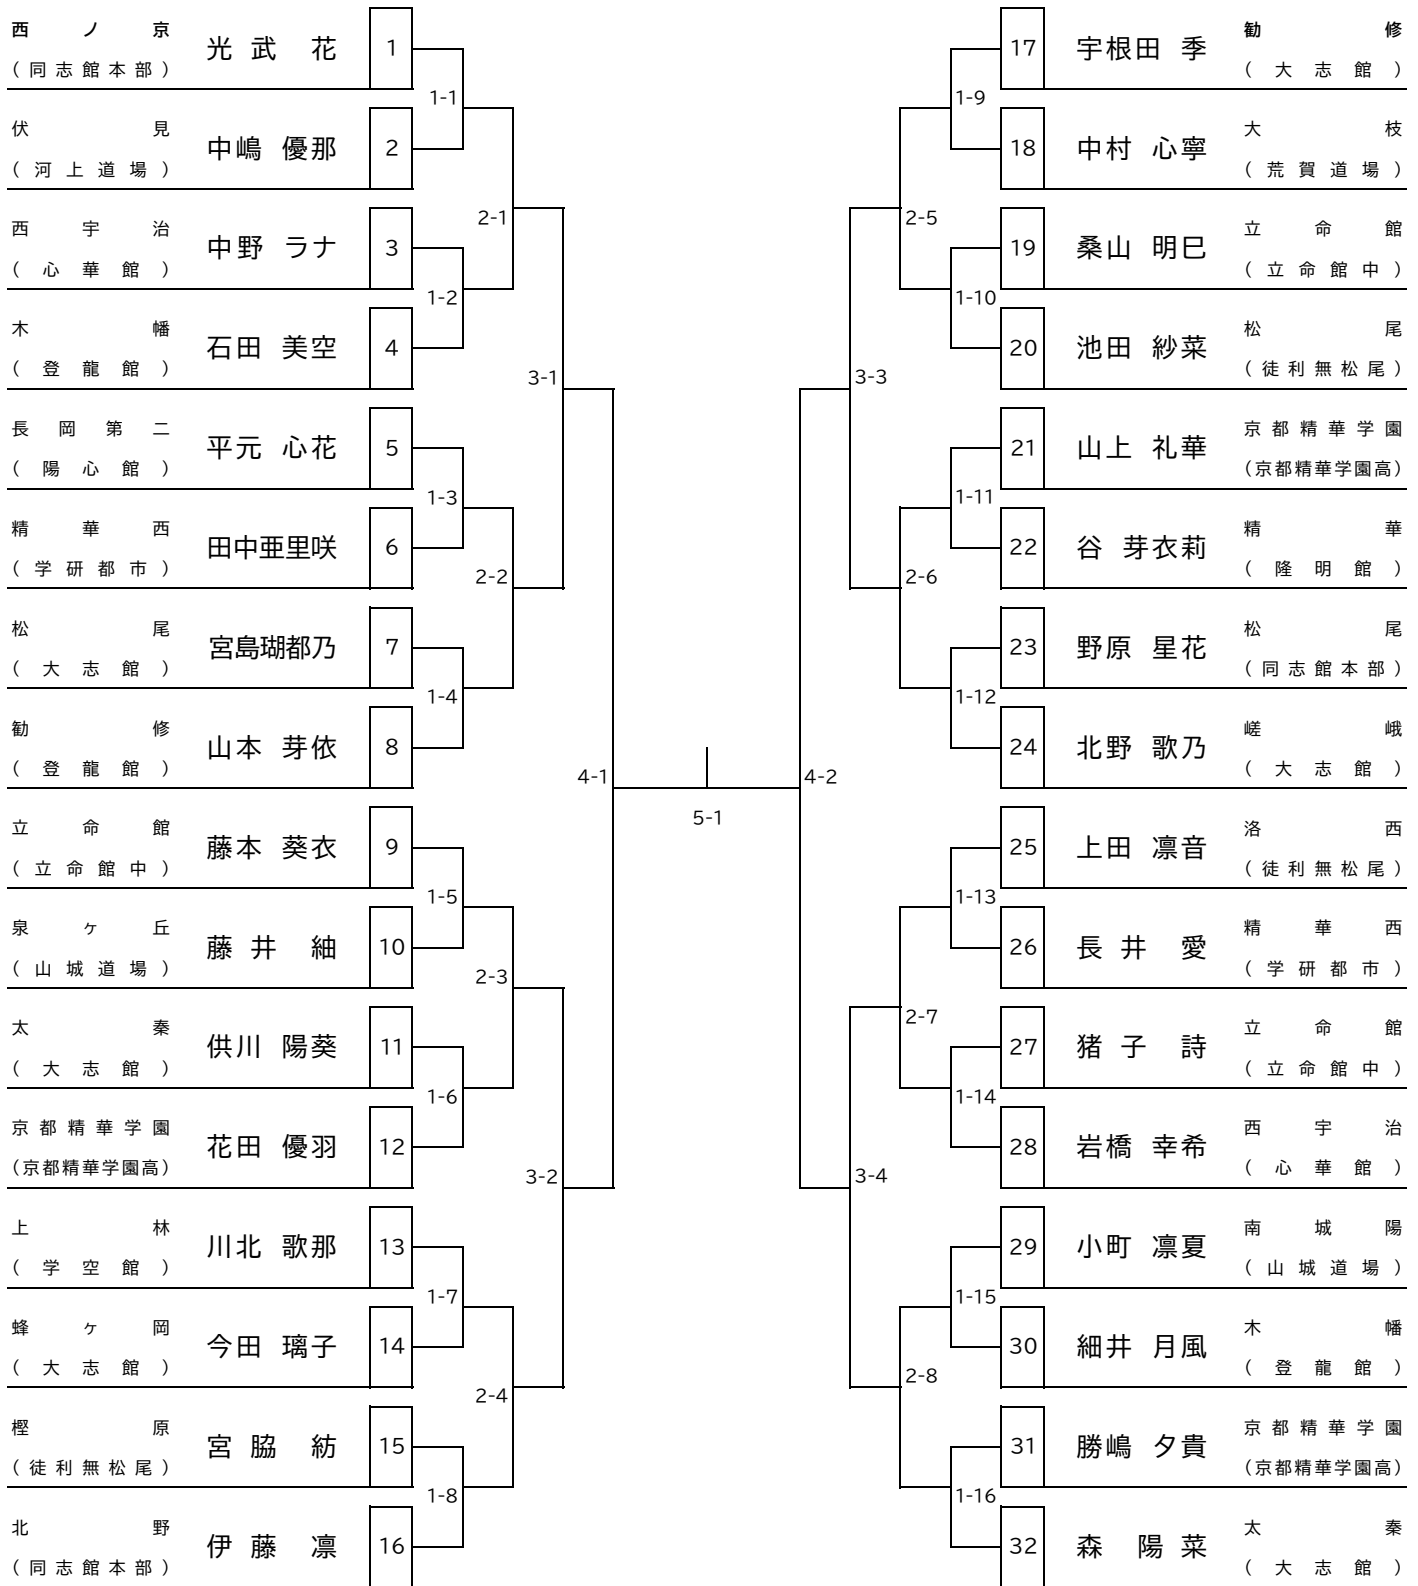 西ノ京
(同志館本部)
光武 花
1
伏見
(河上道場)
中嶋 優那
2
西宇治
(心華館)
中野 ラナ
3
木幡
(登龍館)
石田 美空
4
長岡第二
(陽心館)
平元 心花
5
精華西
(学研都市)
田中亜里咲
6
松尾
(大志館)
宮島瑚都乃
7
勧修
(登龍館)
山本 芽依
8
立命館
(立命館中)
藤本 葵衣
9
泉ヶ丘
(山城道場)
藤井 紬
10
太秦
(大志館)
供川 陽葵
11
京都精華学園
(京都精華学園高)
花田 優羽
12
上林
(学空館)
川北 歌那
13
蜂ヶ岡
(大志館)
今田 璃子
14
樫原
(徒利無松尾)
宮脇 紡
15
北野
(同志館本部)
伊藤 凛
16
1-1
1-2
1-3
1-4
1-5
1-6
1-7
1-8
2-1
2-2
2-3
2-4
3-1
3-2
4-1
5-1
4-2
3-3
3-4
2-5
2-6
2-7
2-8
1-9
1-10
1-11
1-12
1-13
1-14
1-15
1-16
17
宇根田 季
勧修
(大志館)
18
中村 心寧
大枝
(荒賀道場)
19
桑山 明巳
立命館
(立命館中)
20
池田 紗菜
松尾
(徒利無松尾)
21
山上 礼華
京都精華学園
(京都精華学園高)
22
谷 芽衣莉
精華
(隆明館)
23
野原 星花
松尾
(同志館本部)
24
北野 歌乃
嵯峨
(大志館)
25
上田 凛音
洛西
(徒利無松尾)
26
長井 愛
精華西
(学研都市)
27
猪子 詩
立命館
(立命館中)
28
岩橋 幸希
西宇治
(心華館)
29
小町 凛夏
南城陽
(山城道場)
30
細井 月風
木幡
(登龍館)
31
勝嶋 夕貴
京都精華学園
(京都精華学園高)
32
森 陽菜
太秦
(大志館)